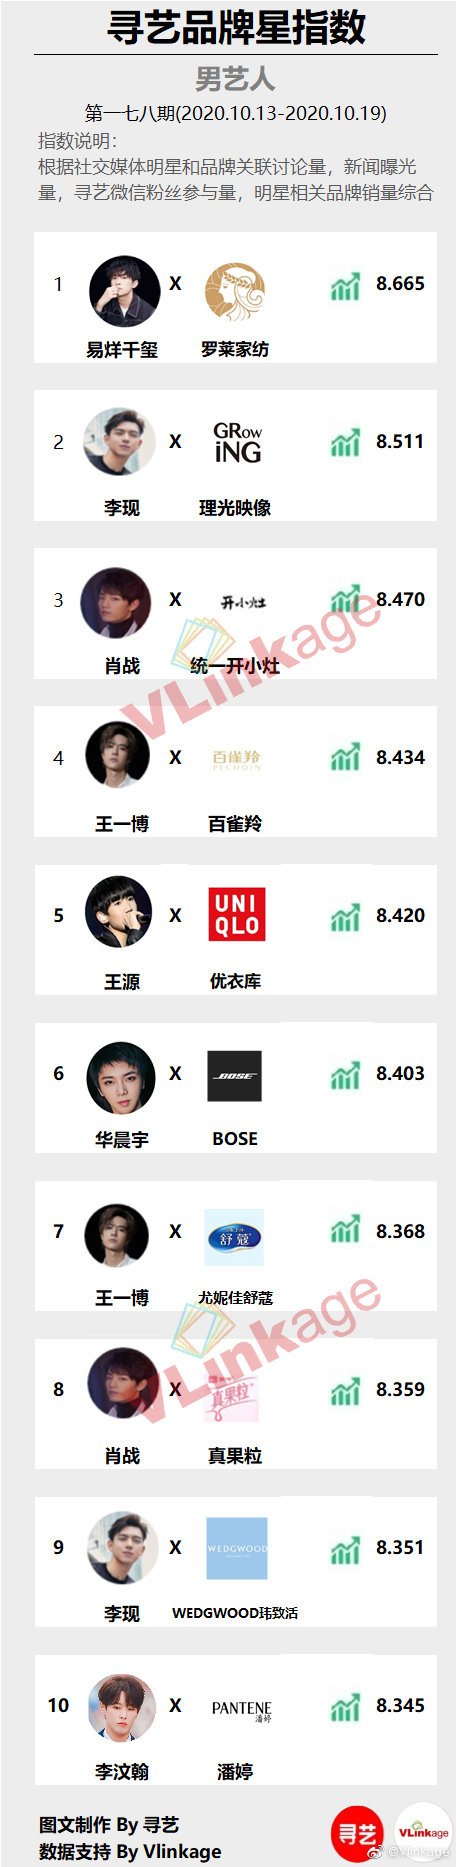 寻艺品牌星指数
男艺人
第一七八期(2020.10.13-2020.10.19)
指数说明：
根据社交媒体明星和品牌关联讨论量，新闻曝光
量，寻艺微信粉丝参与量，明星相关品牌销量综合
1 X 8.665
易烊千玺 罗莱家纺
2 X GRow iNG 8.511
李现 理光映像
3 X 开小灶 8.470
肖战 统一开小灶
VLinkage
4 X 百雀羚 PECHOIN 8.434
王一博 百雀羚
5 X UNI QLO 8.420
王源 优衣库
6 X BOSE 8.403
华晨宇 BOSE
7 X 舒蔻 8.368
王一博 尤妮佳舒蔻
VLinkage
8 X 真果粒 8.359
肖战 真果粒
9 X WEDGWOOD 8.351
李现 WEDGWOOD玮致活
10 X PANTENE 潘婷 8.345
李汶翰 潘婷
图文制作 By 寻艺
数据支持 By Vlinkage
寻艺
VLinkage
@Vlinkage